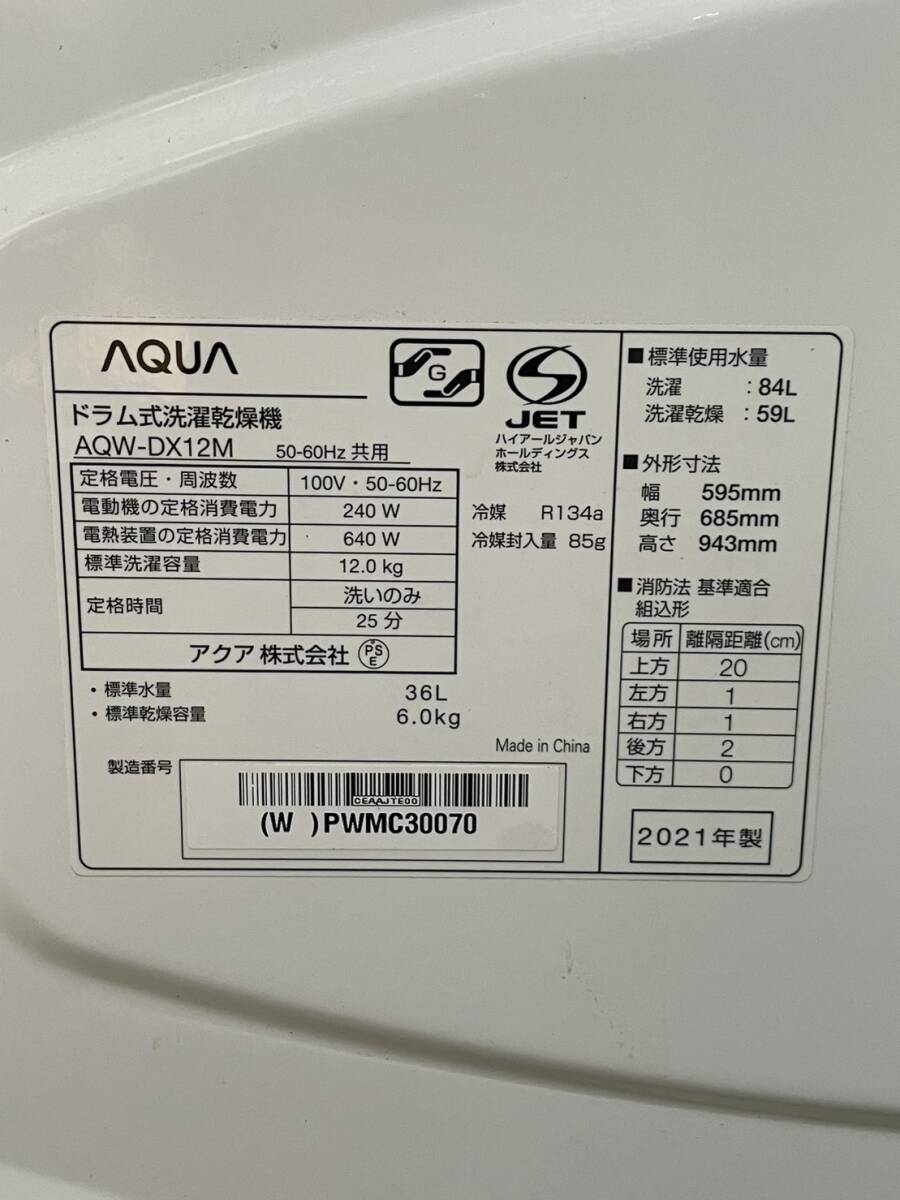 AQUA
G
JET
ハイアールジャパン
ホールディングス
株式会社
ドラム式洗濯乾燥機
AQW-DX12M 50-60Hz 共用
定格電圧・周波数 100V・50-60Hz
電動機の定格消費電力 240 W
電熱装置の定格消費電力 640 W
標準洗濯容量 12.0 kg
定格時間 洗いのみ
25 分
アクア 株式会社 PSE
冷媒 R134a
冷媒封入量 85g
・標準水量 36L
・標準乾燥容量 6.0kg
Made in China
製造番号
CEAAJTE00
(W )PWMC30070
■標準使用水量
洗濯 :84L
洗濯乾燥 :59L
■外形寸法
幅 595mm
奥行 685mm
高さ 943mm
■消防法 基準適合
組込形
場所 離隔距離(cm)
上方 20
左方 1
右方 1
後方 2
下方 0
2021年製